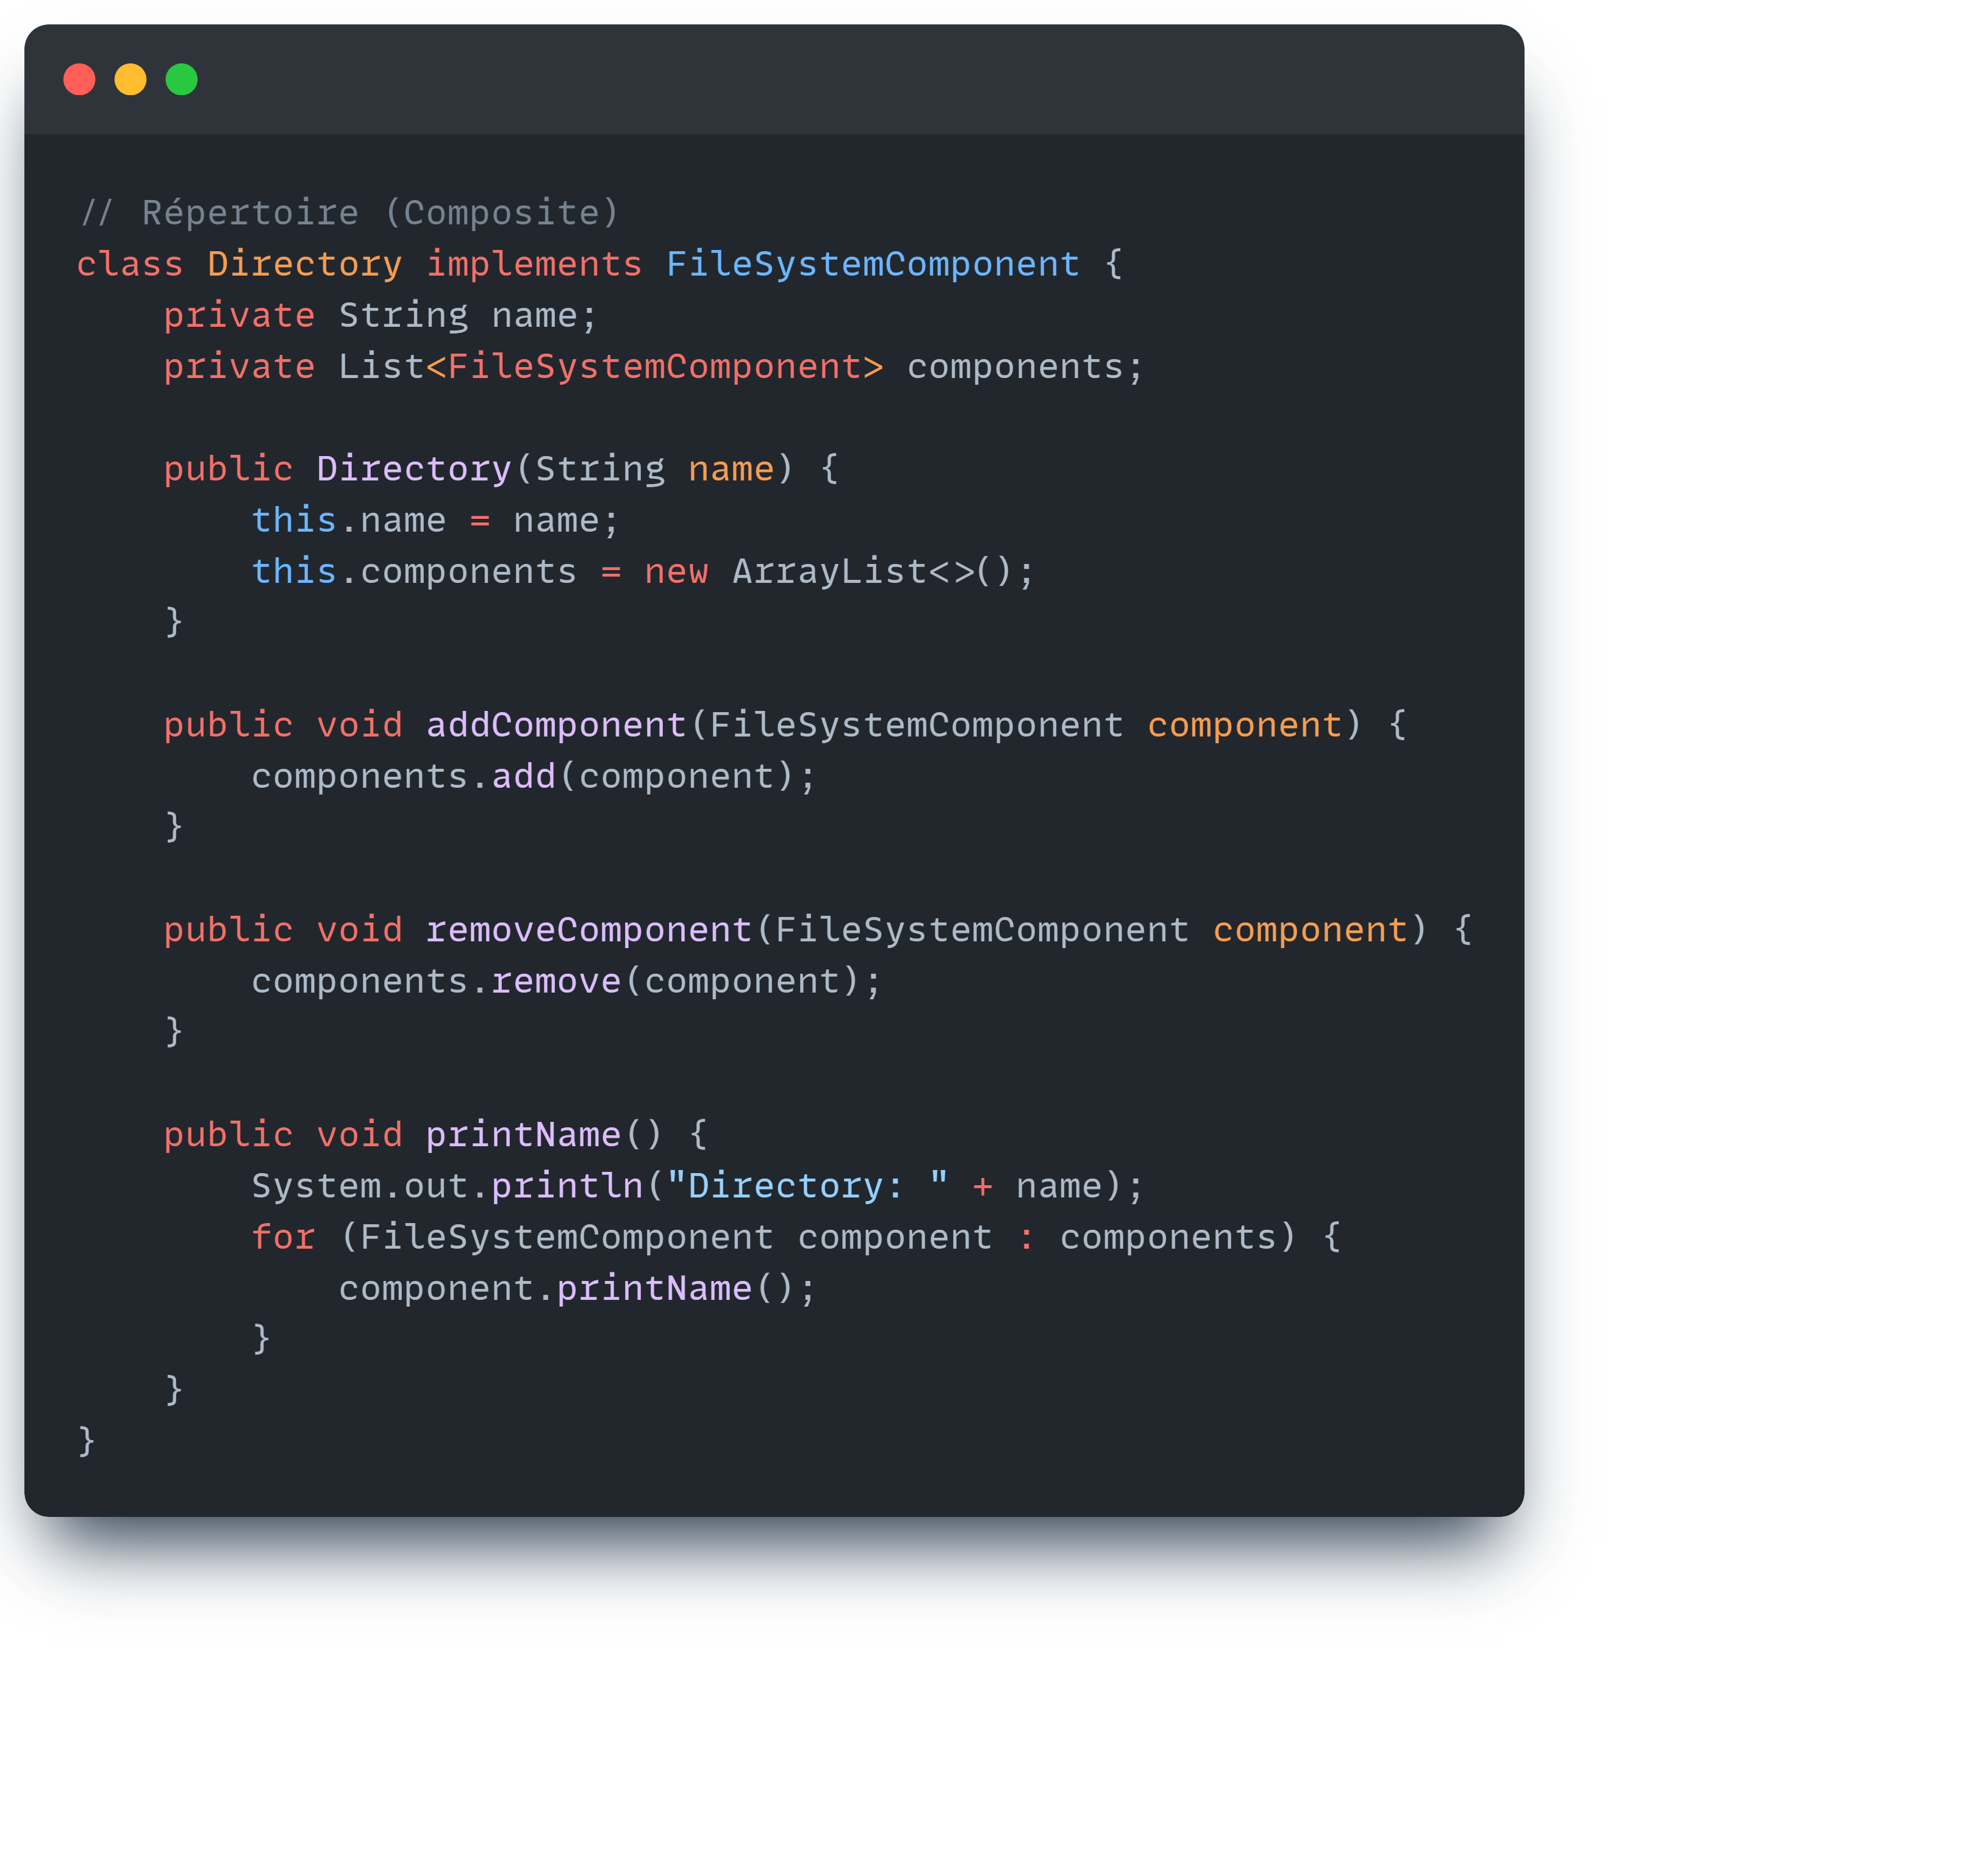 // Répertoire (Composite)
class Directory implements FileSystemComponent {
    private String name;
    private List<FileSystemComponent> components;

    public Directory(String name) {
        this.name = name;
        this.components = new ArrayList<>();
    }

    public void addComponent(FileSystemComponent component) {
        components.add(component);
    }

    public void removeComponent(FileSystemComponent component) {
        components.remove(component);
    }

    public void printName() {
        System.out.println("Directory: " + name);
        for (FileSystemComponent component : components) {
            component.printName();
        }
    }
}